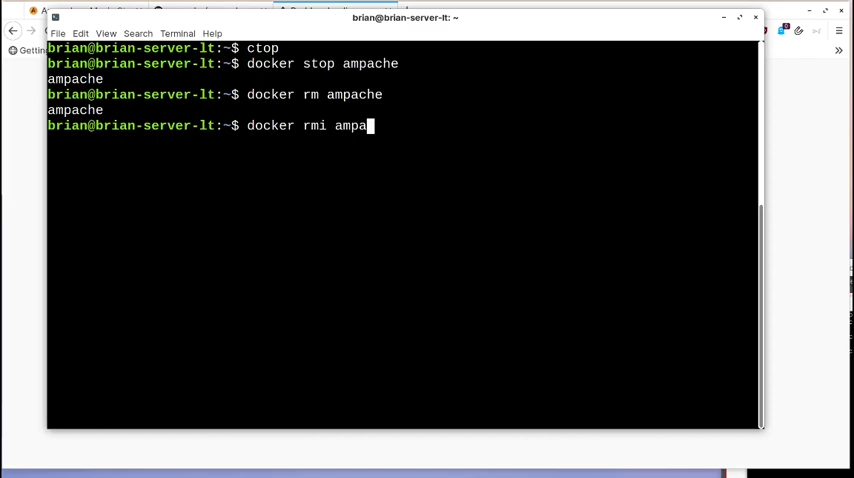 brian@brian-server-lt: ~
File Edit View Search Terminal Help
Getting
brian@brian-server-lt:~$ ctop
brian@brian-server-lt:~$ docker stop ampache
ampache
brian@brian-server-lt:~$ docker rm ampache
ampache
brian@brian-server-lt:~$ docker rmi ampa